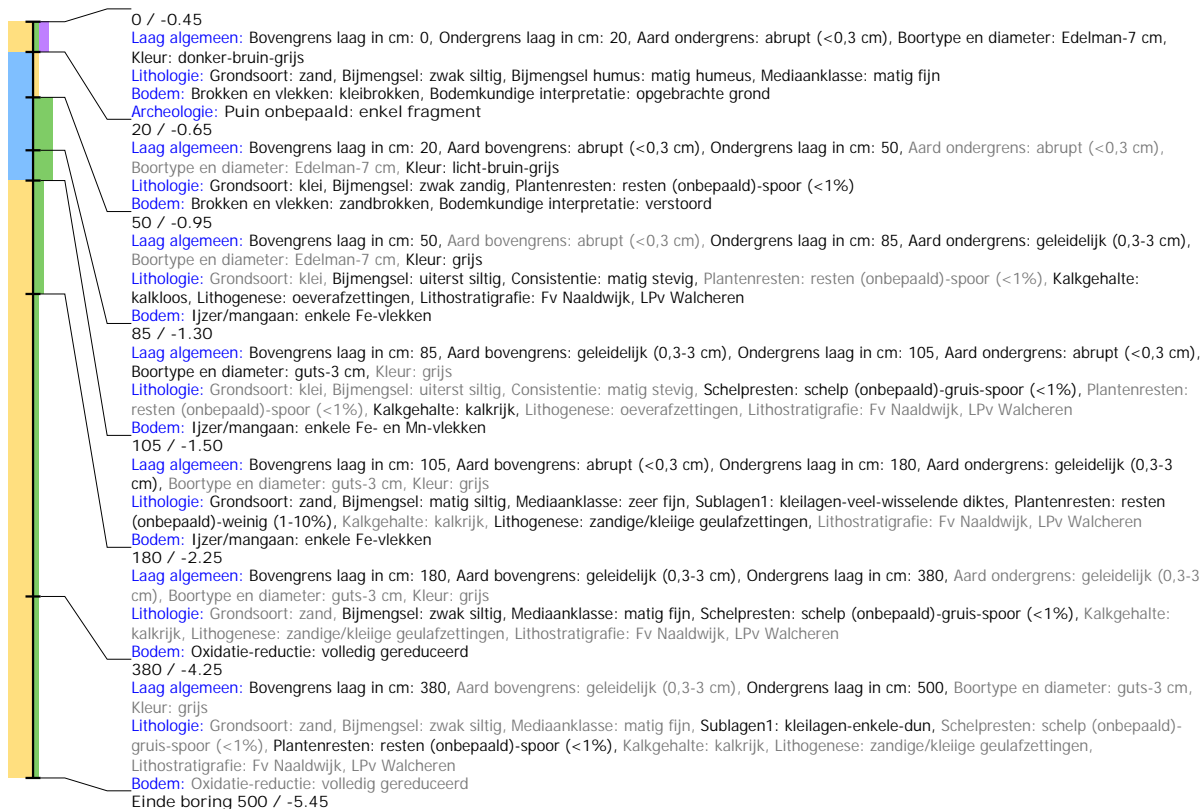 0 / -0.45
Laag algemeen: Bovengrens laag in cm: 0, Ondergrens laag in cm: 20, Aard ondergrens: abrupt (<0,3 cm), Boortype en diameter: Edelman-7 cm,
Kleur: donker-bruin-grijs
Lithologie: Grondsoort: zand, Bijmengsel: zwak siltig, Bijmengsel humus: matig humeus, Mediaanklasse: matig fijn
Bodem: Brokken en vlekken: kleibrokken, Bodemkundige interpretatie: opgebrachte grond
Archeologie: Puin onbepaald: enkel fragment
20 / -0.65
Laag algemeen: Bovengrens laag in cm: 20, Aard bovengrens: abrupt (<0,3 cm), Ondergrens laag in cm: 50, Aard ondergrens: abrupt (<0,3 cm),
Boortype en diameter: Edelman-7 cm, Kleur: licht-bruin-grijs
Lithologie: Grondsoort: klei, Bijmengsel: zwak zandig, Plantenresten: resten (onbepaald)-spoor (<1%)
Bodem: Brokken en vlekken: zandbrokken, Bodemkundige interpretatie: verstoord
50 / -0.95
Laag algemeen: Bovengrens laag in cm: 50, Aard bovengrens: abrupt (<0,3 cm), Ondergrens laag in cm: 85, Aard ondergrens: geleidelijk (0,3-3 cm),
Boortype en diameter: Edelman-7 cm, Kleur: grijs
Lithologie: Grondsoort: klei, Bijmengsel: uiterst siltig, Consistentie: matig stevig, Plantenresten: resten (onbepaald)-spoor (<1%), Kalkgehalte:
kalkloos, Lithogenese: oeverafzettingen, Lithostratigrafie: Fv Naaldwijk, LPv Walcheren
Bodem: Ijzer/mangaan: enkele Fe-vlekken
85 / -1.30
Laag algemeen: Bovengrens laag in cm: 85, Aard bovengrens: geleidelijk (0,3-3 cm), Ondergrens laag in cm: 105, Aard ondergrens: abrupt (<0,3 cm),
Boortype en diameter: guts-3 cm, Kleur: grijs
Lithologie: Grondsoort: klei, Bijmengsel: uiterst siltig, Consistentie: matig stevig, Schelpresten: schelp (onbepaald)-gruis-spoor (<1%), Plantenresten:
resten (onbepaald)-spoor (<1%), Kalkgehalte: kalkrijk, Lithogenese: oeverafzettingen, Lithostratigrafie: Fv Naaldwijk, LPv Walcheren
Bodem: Ijzer/mangaan: enkele Fe- en Mn-vlekken
105 / -1.50
Laag algemeen: Bovengrens laag in cm: 105, Aard bovengrens: abrupt (<0,3 cm), Ondergrens laag in cm: 180, Aard ondergrens: geleidelijk (0,3-3
cm), Boortype en diameter: guts-3 cm, Kleur: grijs
Lithologie: Grondsoort: zand, Bijmengsel: matig siltig, Mediaanklasse: zeer fijn, Sublagen1: kleilagen-veel-wisselende diktes, Plantenresten: resten
(onbepaald)-weinig (1-10%), Kalkgehalte: kalkrijk, Lithogenese: zandige/kleiige geulafzettingen, Lithostratigrafie: Fv Naaldwijk, LPv Walcheren
Bodem: Ijzer/mangaan: enkele Fe-vlekken
180 / -2.25
Laag algemeen: Bovengrens laag in cm: 180, Aard bovengrens: geleidelijk (0,3-3 cm), Ondergrens laag in cm: 380, Aard ondergrens: geleidelijk (0,3-3
cm), Boortype en diameter: guts-3 cm, Kleur: grijs
Lithologie: Grondsoort: zand, Bijmengsel: zwak siltig, Mediaanklasse: matig fijn, Schelpresten: schelp (onbepaald)-gruis-spoor (<1%), Kalkgehalte:
kalkrijk, Lithogenese: zandige/kleiige geulafzettingen, Lithostratigrafie: Fv Naaldwijk, LPv Walcheren
Bodem: Oxidatie-reductie: volledig gereduceerd
380 / -4.25
Laag algemeen: Bovengrens laag in cm: 380, Aard bovengrens: geleidelijk (0,3-3 cm), Ondergrens laag in cm: 500, Boortype en diameter: guts-3 cm,
Kleur: grijs
Lithologie: Grondsoort: zand, Bijmengsel: zwak siltig, Mediaanklasse: matig fijn, Sublagen1: kleilagen-enkele-dun, Schelpresten: schelp (onbepaald)-
gruis-spoor (<1%), Plantenresten: resten (onbepaald)-spoor (<1%), Kalkgehalte: kalkrijk, Lithogenese: zandige/kleiige geulafzettingen,
Lithostratigrafie: Fv Naaldwijk, LPv Walcheren
Bodem: Oxidatie-reductie: volledig gereduceerd
Einde boring 500 / -5.45